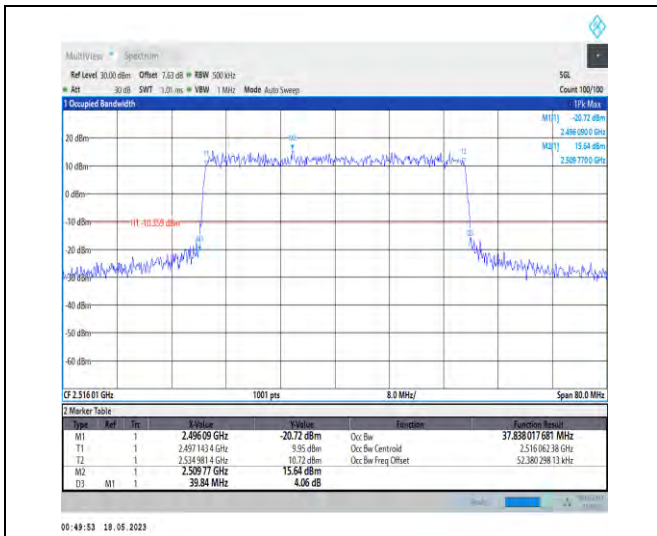 MultiView Spectrum
Ref Level 30.00 dBm Offset 7.63 dB RBW 500 kHz SGL
Att 30 dB SWT 1.01 ms VBW 1 MHz Mode Auto Sweep Count 100/100
1 Occupied Bandwidth 1Pk Max
M1[1] -20.72 dBm
2.496 090 0 GHz
M2[1] 15.64 dBm
2.509 770 0 GHz
20 dBm
10 dBm
0 dBm
-10 dBm
H1 -10.359 dBm
-20 dBm
-30 dBm
-40 dBm
-50 dBm
-60 dBm
CF 2.516 01 GHz 1001 pts 8.0 MHz/ Span 80.0 MHz
2 Marker Table
Type Ref Trc X-Value Y-Value Function Function Result
M1 1 2.496 09 GHz -20.72 dBm Occ Bw 37.838 017 681 MHz
T1 1 2.497 143 4 GHz 9.95 dBm Occ Bw Centroid 2.516 062 38 GHz
T2 1 2.534 981 4 GHz 10.72 dBm Occ Bw Freq Offset 52.380 298 13 kHz
M2 1 2.509 77 GHz 15.64 dBm
D3 M1 1 39.84 MHz 4.06 dB
00:49:53 18.05.2023